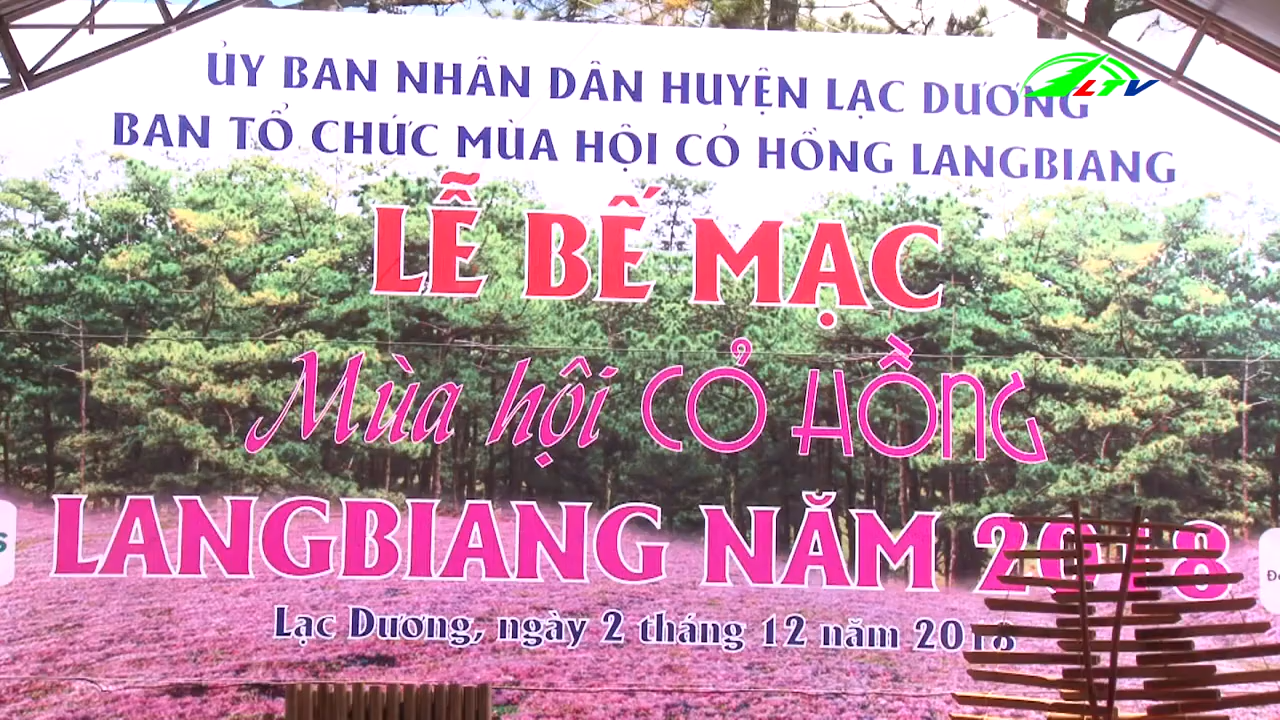 ỦY BAN NHÂN DÂN HUYỆN LẠC DƯƠNG
LTV
BAN TỔ CHỨC MÙA HỘI CỎ HỒNG LANGBIANG
LỄ BẾ MẠC
Mùa hội CỎ HỒNG
LANGBIANG NĂM 2018
Lạc Dương, ngày 2 tháng 12 năm 2018